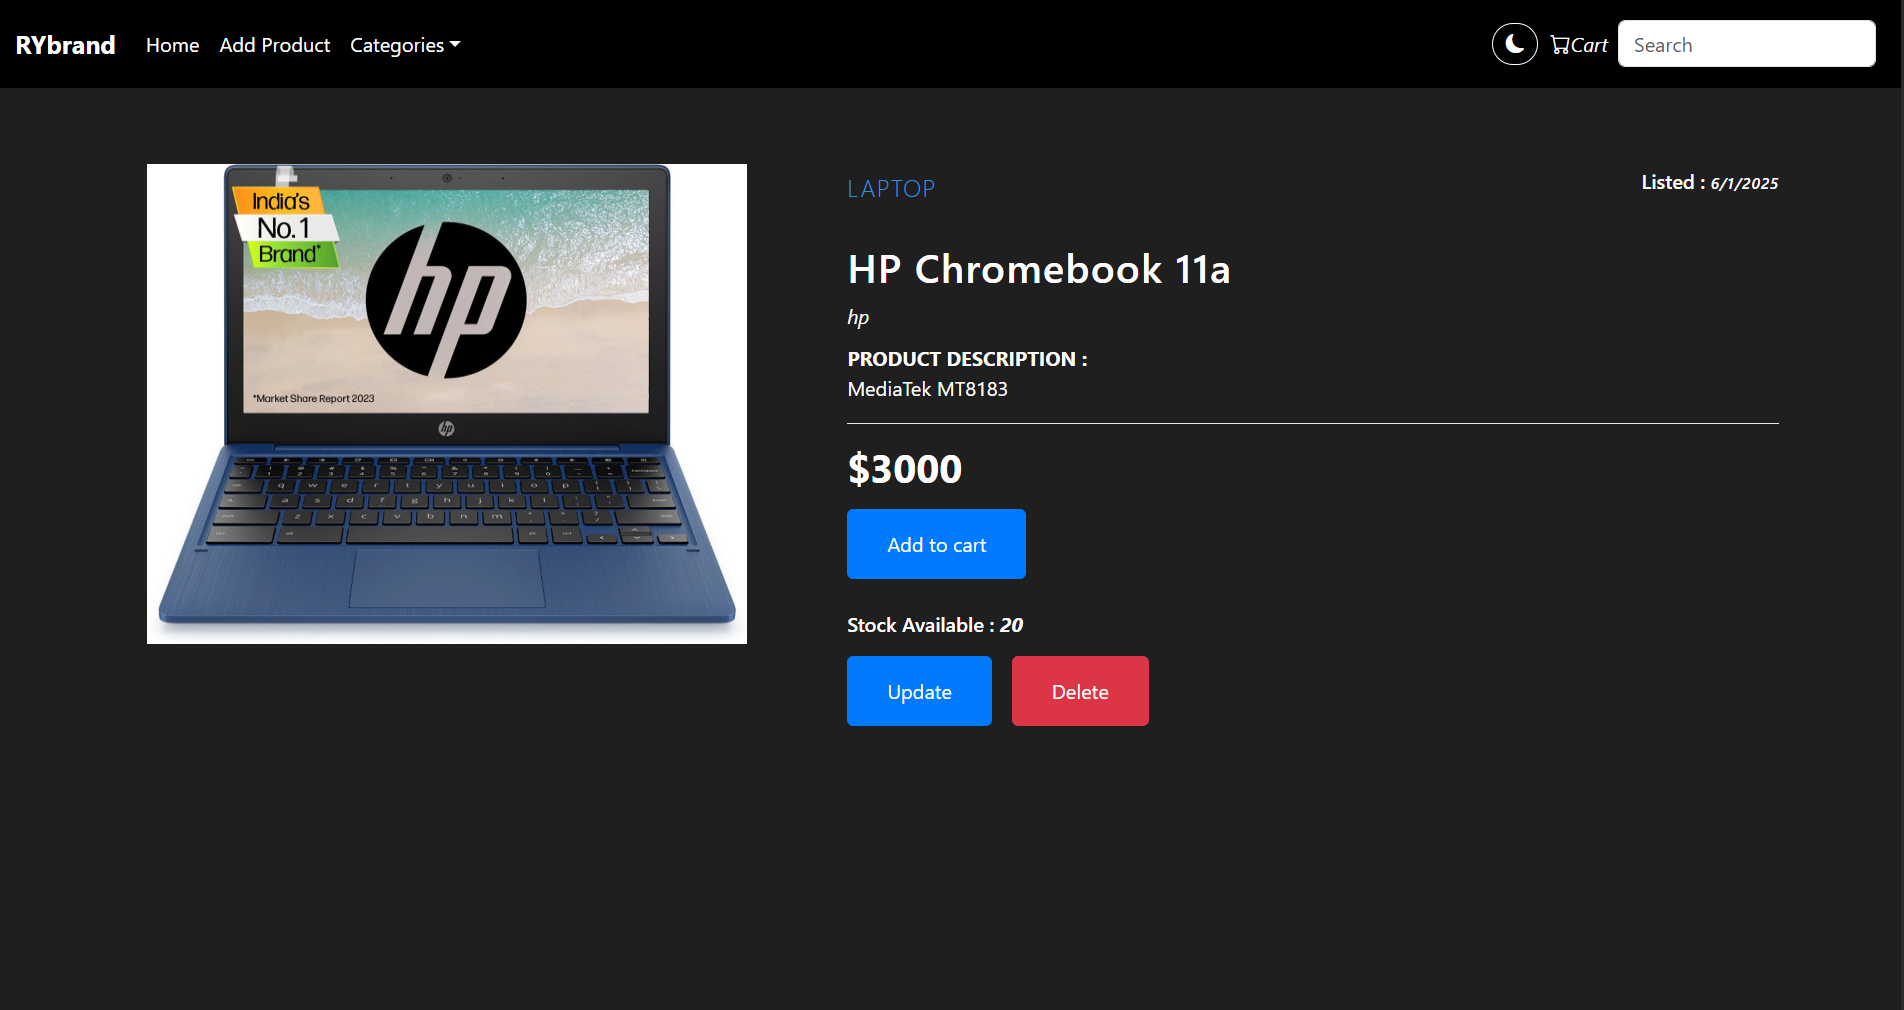 RYbrand Home Add Product Categories Cart Search
India's
No.1
Brand*
hp
*Market Share Report 2023
hp
LAPTOP
Listed : 6/1/2025
HP Chromebook 11a
hp
PRODUCT DESCRIPTION :
MediaTek MT8183
$3000
Add to cart
Stock Available : 20
Update Delete